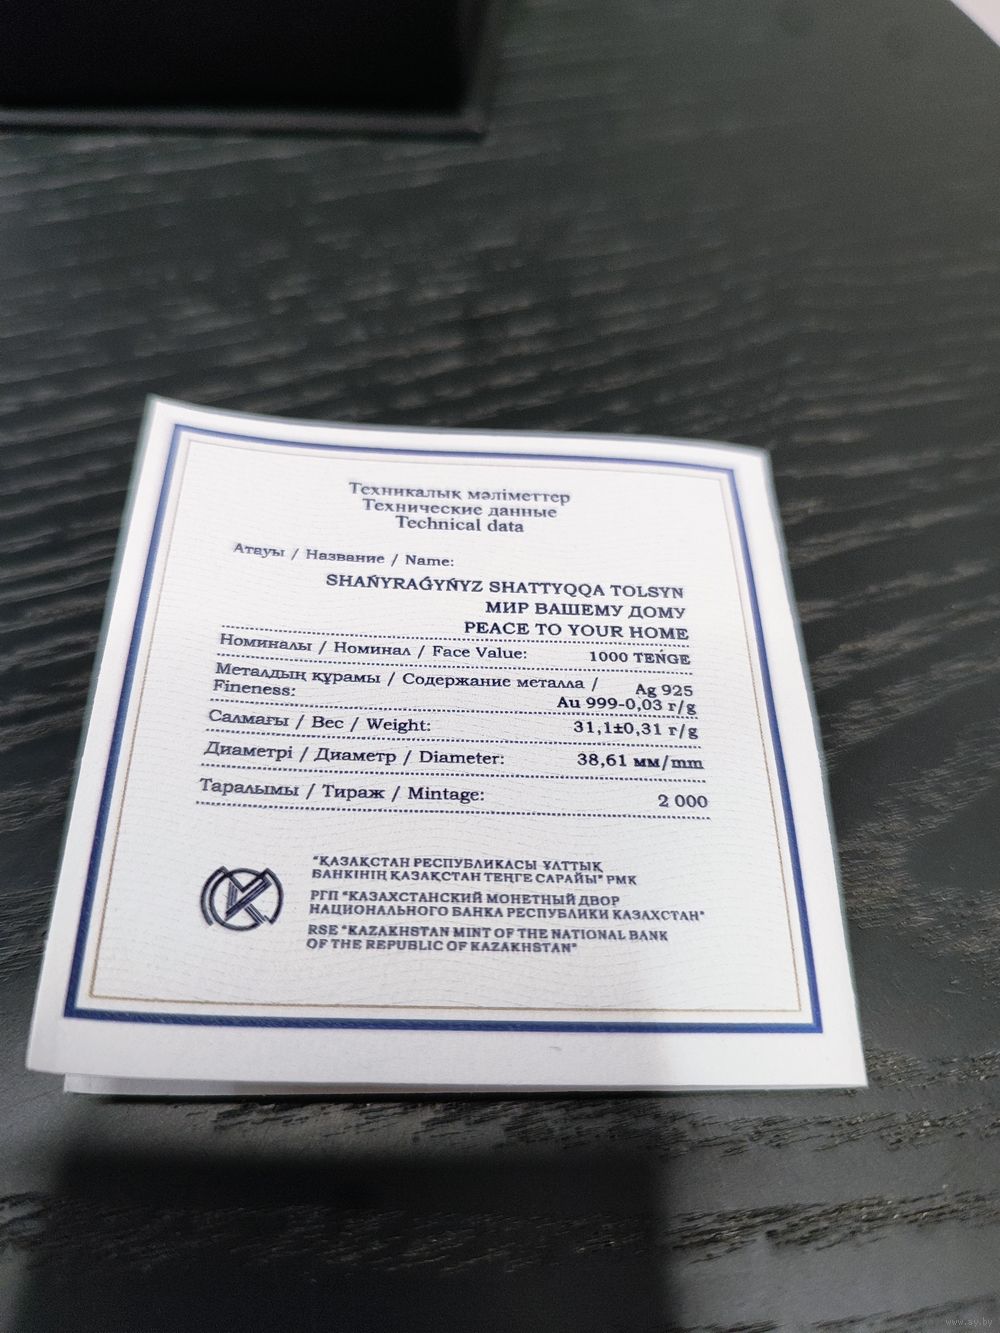 Техникалық мәліметтер
Технические данные
Technical data
Атауы / Название / Name:
SHAŃYRAǴYŃYZ SHATTYQQA TOLSYN
МИР ВАШЕМУ ДОМУ
PEACE TO YOUR HOME
Номиналы / Номинал / Face Value: 1000 TEŃGE
Металдың құрамы / Содержание металла / Ag 925
Fineness: Au 999-0,03 г/g
Салмағы / Вес / Weight: 31,1±0,31 г/g
Диаметрі / Диаметр / Diameter: 38,61 мм/mm
Таралымы / Тираж / Mintage: 2 000
"ҚАЗАҚСТАН РЕСПУБЛИКАСЫ ҰЛТТЫҚ
БАНКІНІҢ ҚАЗАҚСТАН ТЕҢГЕ САРАЙЫ" РМК
РГП "КАЗАХСТАНСКИЙ МОНЕТНЫЙ ДВОР
НАЦИОНАЛЬНОГО БАНКА РЕСПУБЛИКИ КАЗАХСТАН"
RSE "KAZAKHSTAN MINT OF THE NATIONAL BANK
OF THE REPUBLIC OF KAZAKHSTAN"
www.ay.by